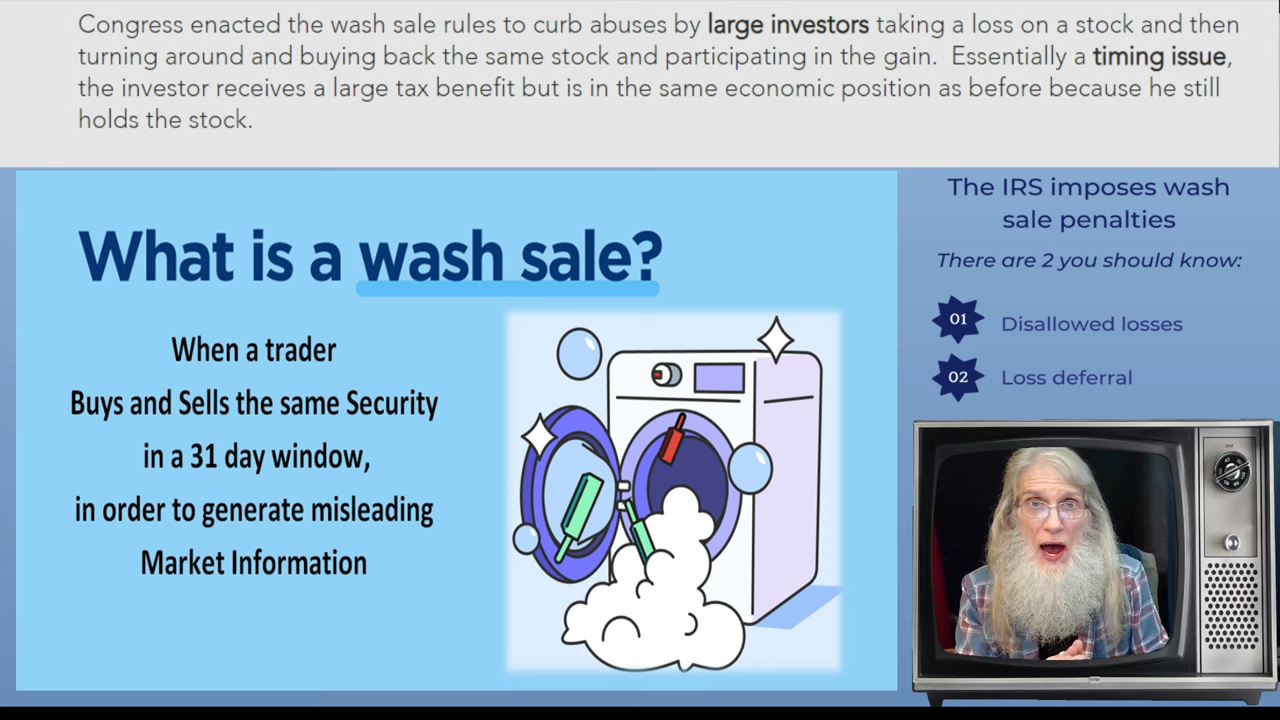 Congress enacted the wash sale rules to curb abuses by large investors taking a loss on a stock and then
turning around and buying back the same stock and participating in the gain. Essentially a timing issue,
the investor receives a large tax benefit but is in the same economic position as before because he still
holds the stock.
What is a wash sale?
When a trader
Buys and Sells the same Security
in a 31 day window,
in order to generate misleading
Market Information
The IRS imposes wash
sale penalties
There are 2 you should know:
01 Disallowed losses
02 Loss deferral